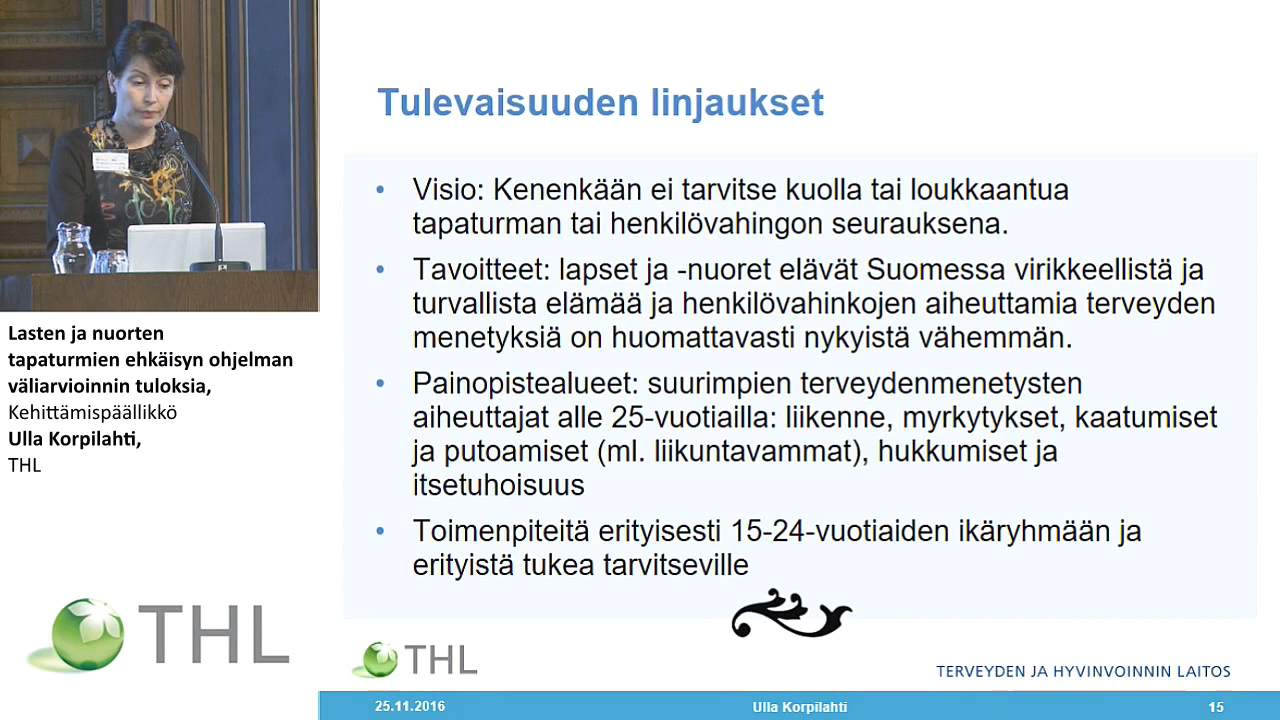 Lasten ja nuorten
tapaturmien ehkäisyn ohjelman
väliarvioinnin tuloksia,
Kehittämispäällikkö
Ulla Korpilahti,
THL
THL
Tulevaisuuden linjaukset
• Visio: Kenenkään ei tarvitse kuolla tai loukkaantua
tapaturman tai henkilövahingon seurauksena.
• Tavoitteet: lapset ja -nuoret elävät Suomessa virikkeellistä ja
turvallista elämää ja henkilövahinkojen aiheuttamia terveyden
menetyksiä on huomattavasti nykyistä vähemmän.
• Painopistealueet: suurimpien terveydenmenetysten
aiheuttajat alle 25-vuotiailla: liikenne, myrkytykset, kaatumiset
ja putoamiset (ml. liikuntavammat), hukkumiset ja
itsetuhoisuus
• Toimenpiteitä erityisesti 15-24-vuotiaiden ikäryhmään ja
erityistä tukea tarvitseville
THL
TERVEYDEN JA HYVINVOINNIN LAITOS
25.11.2016
Ulla Korpilahti
15